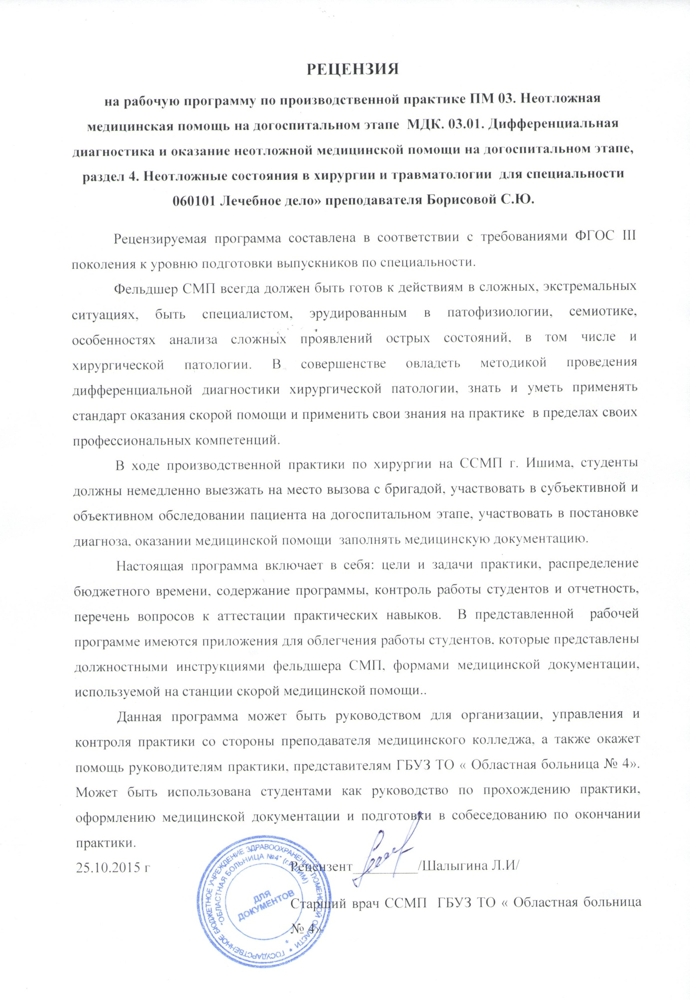 РЕЦЕНЗИЯ
на рабочую программу по производственной практике ПМ 03. Неотложная
медицинская помощь на догоспитальном этапе  МДК. 03.01. Дифференциальная
диагностика и оказание неотложной медицинской помощи на догоспитальном этапе,
раздел 4. Неотложные состояния в хирургии и травматологии  для специальности
060101 Лечебное дело» преподавателя Борисовой С.Ю.
Рецензируемая программа составлена в соответствии с требованиями ФГОС III
поколения к уровню подготовки выпускников по специальности.
Фельдшер СМП всегда должен быть готов к действиям в сложных, экстремальных
ситуациях, быть специалистом, эрудированным в патофизиологии, семиотике,
особенностях анализа сложных проявлений острых состояний, в том числе и
хирургической патологии. В совершенстве овладеть методикой проведения
дифференциальной диагностики хирургической патологии, знать и уметь применять
стандарт оказания скорой помощи и применить свои знания на практике  в пределах своих
профессиональных компетенций.
В ходе производственной практики по хирургии на ССМП г. Ишима, студенты
должны немедленно выезжать на место вызова с бригадой, участвовать в субъективной и
объективном обследовании пациента на догоспитальном этапе, участвовать в постановке
диагноза, оказании медицинской помощи  заполнять медицинскую документацию.
Настоящая программа включает в себя: цели и задачи практики, распределение
бюджетного времени, содержание программы, контроль работы студентов и отчетность,
перечень вопросов к аттестации практических навыков.  В представленной  рабочей
программе имеются приложения для облегчения работы студентов, которые представлены
должностными инструкциями фельдшера СМП, формами медицинской документации,
используемой на станции скорой медицинской помощи..
Данная программа может быть руководством для организации, управления и
контроля практики со стороны преподавателя медицинского колледжа, а также окажет
помощь руководителям практики, представителям ГБУЗ ТО « Областная больница № 4».
Может быть использована студентами как руководство по прохождению практики,
оформлению медицинской документации и подготовки в собеседованию по окончании
практики.
25.10.2015 г
Рецензент_________/Шалыгина Л.И/
Старший врач ССМП  ГБУЗ ТО « Областная больница
№ 4»
ГОСУДАРСТВЕННОЕ БЮДЖЕТНОЕ УЧРЕЖДЕНИЕ ЗДРАВООХРАНЕНИЯ ТЮМЕНСКОЙ ОБЛАСТИ *
"ОБЛАСТНАЯ БОЛЬНИЦА №4" (г.ИШИМ) *
ДЛЯ
ДОКУМЕНТОВ